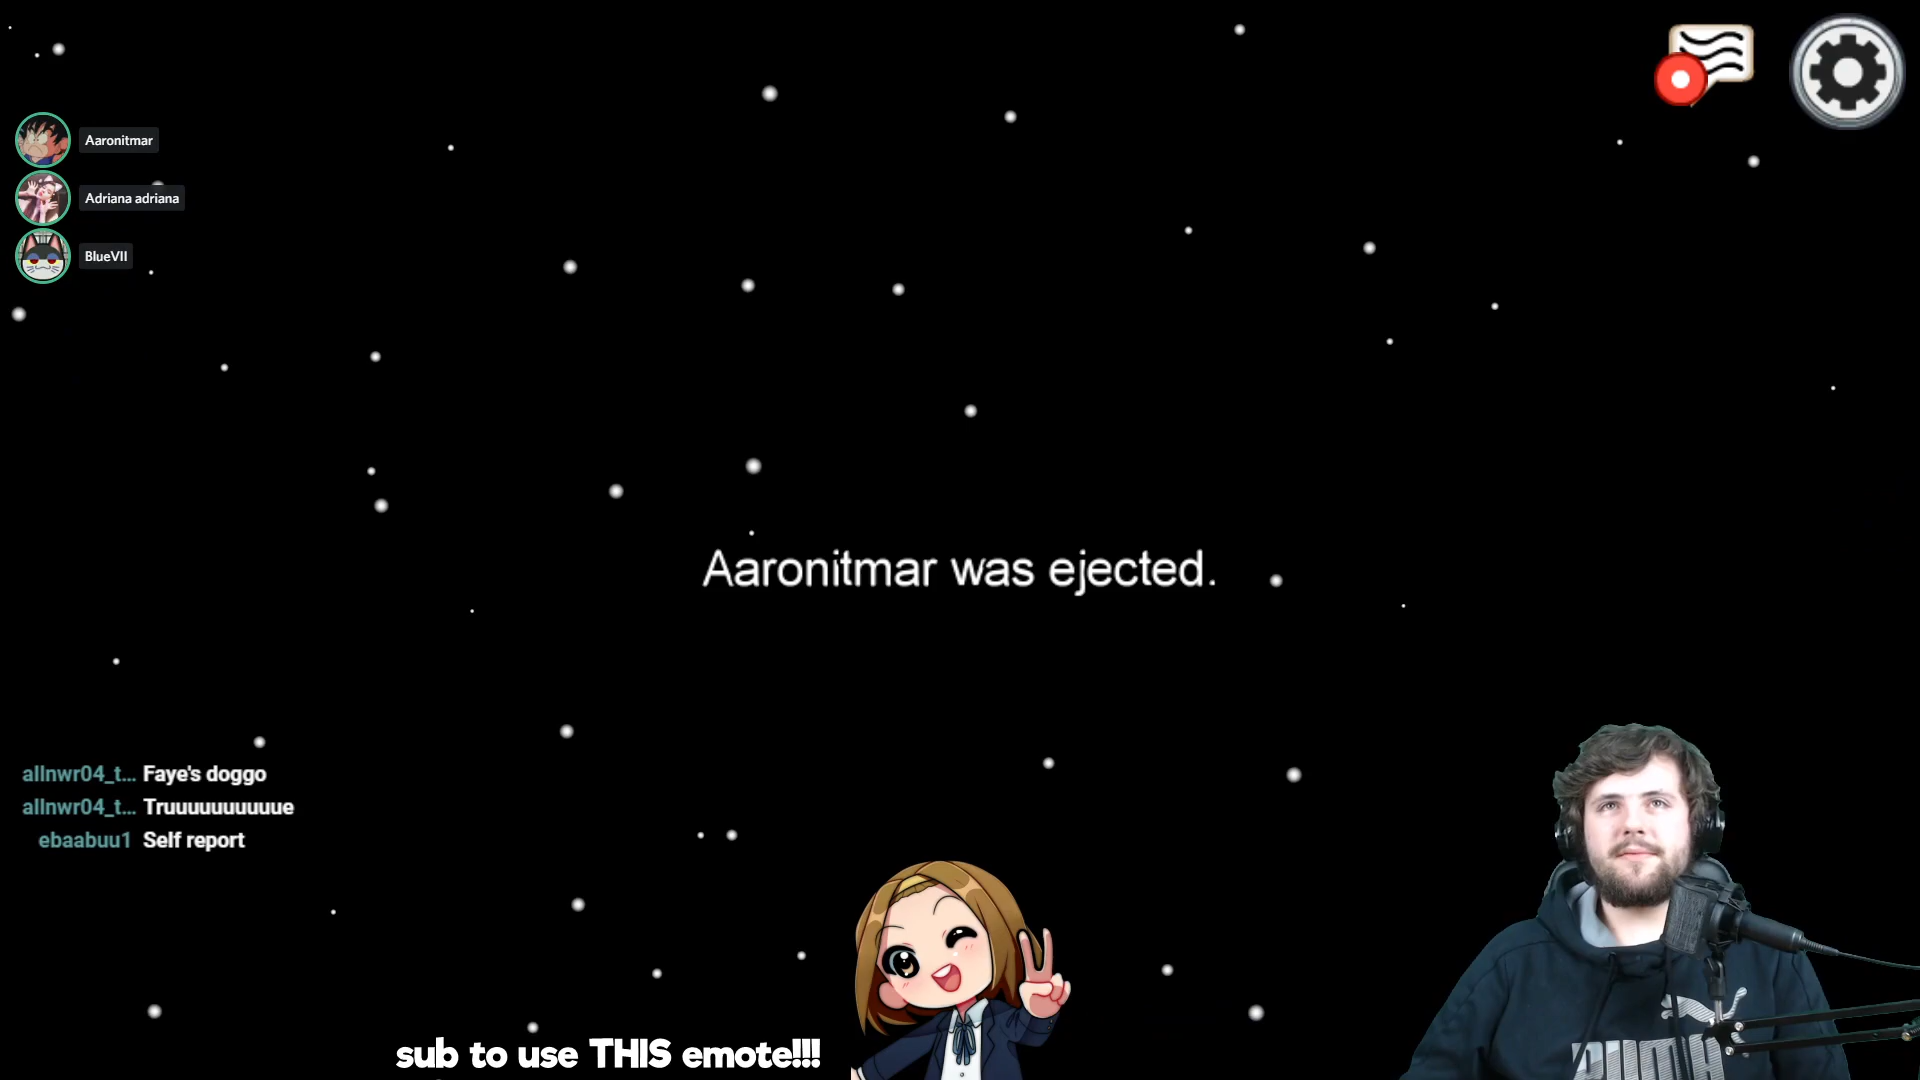 Aaronitmar
Adriana adriana
BlueVII
Aaronitmar was ejected.
allnwr04_t... Faye's doggo
allnwr04_t... Truuuuuuuuuue
ebaabuu1 Self report
sub to use THIS emote!!!
PUMA